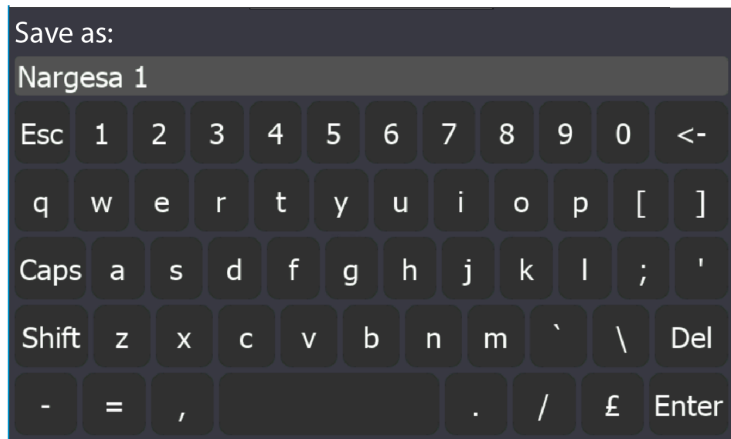 Save as:
Nargesa 1
Esc 1 2 3 4 5 6 7 8 9 0 <-
q w e r t y u i o p [ ]
Caps a s d f g h j k l ; '
Shift z x c v b n m ` \ Del
- = , . / £ Enter